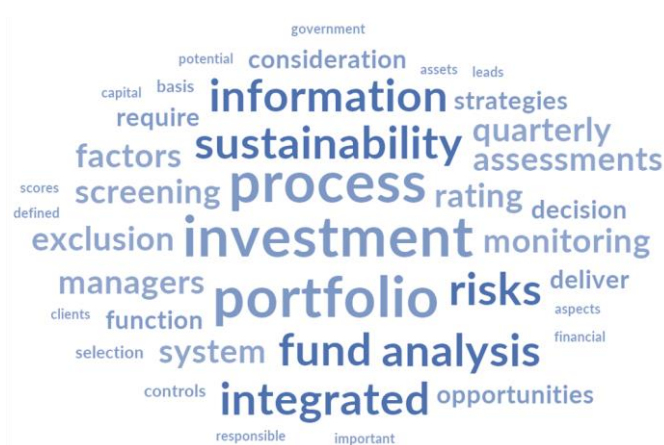 government
potential consideration assets leads
capital basis information strategies
require sustainability quarterly
factors assessments
scores screening process rating
defined decision
exclusion investment monitoring
managers portfolio risks deliver
clients function aspects
selection system fund analysis financial
controls integrated opportunities
responsible important